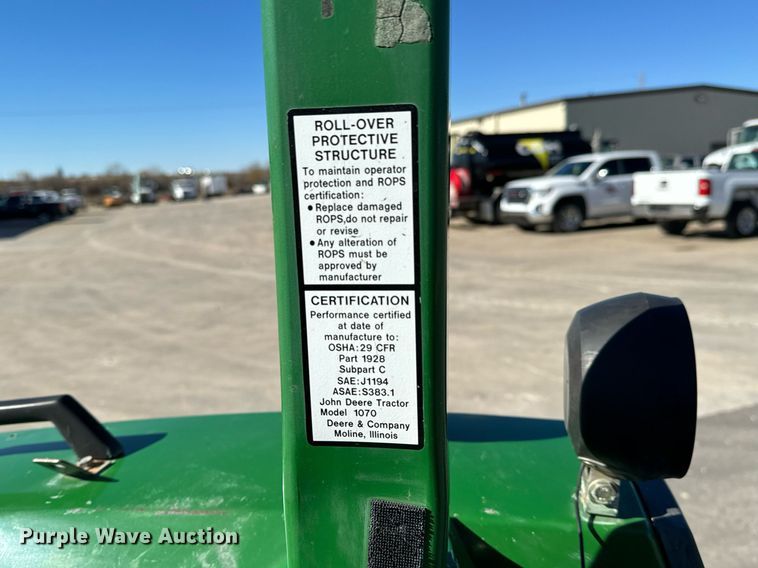 ROLL-OVER
PROTECTIVE
STRUCTURE
To maintain operator
protection and ROPS
certification:
● Replace damaged
ROPS,do not repair
or revise
● Any alteration of
ROPS must be
approved by
manufacturer
CERTIFICATION
Performance certified
at date of
manufacture to:
OSHA:29 CFR
Part 1928
Subpart C
SAE:J1194
ASAE:S383.1
John Deere Tractor
Model 1070
Deere & Company
Moline, Illinois
Purple Wave Auction